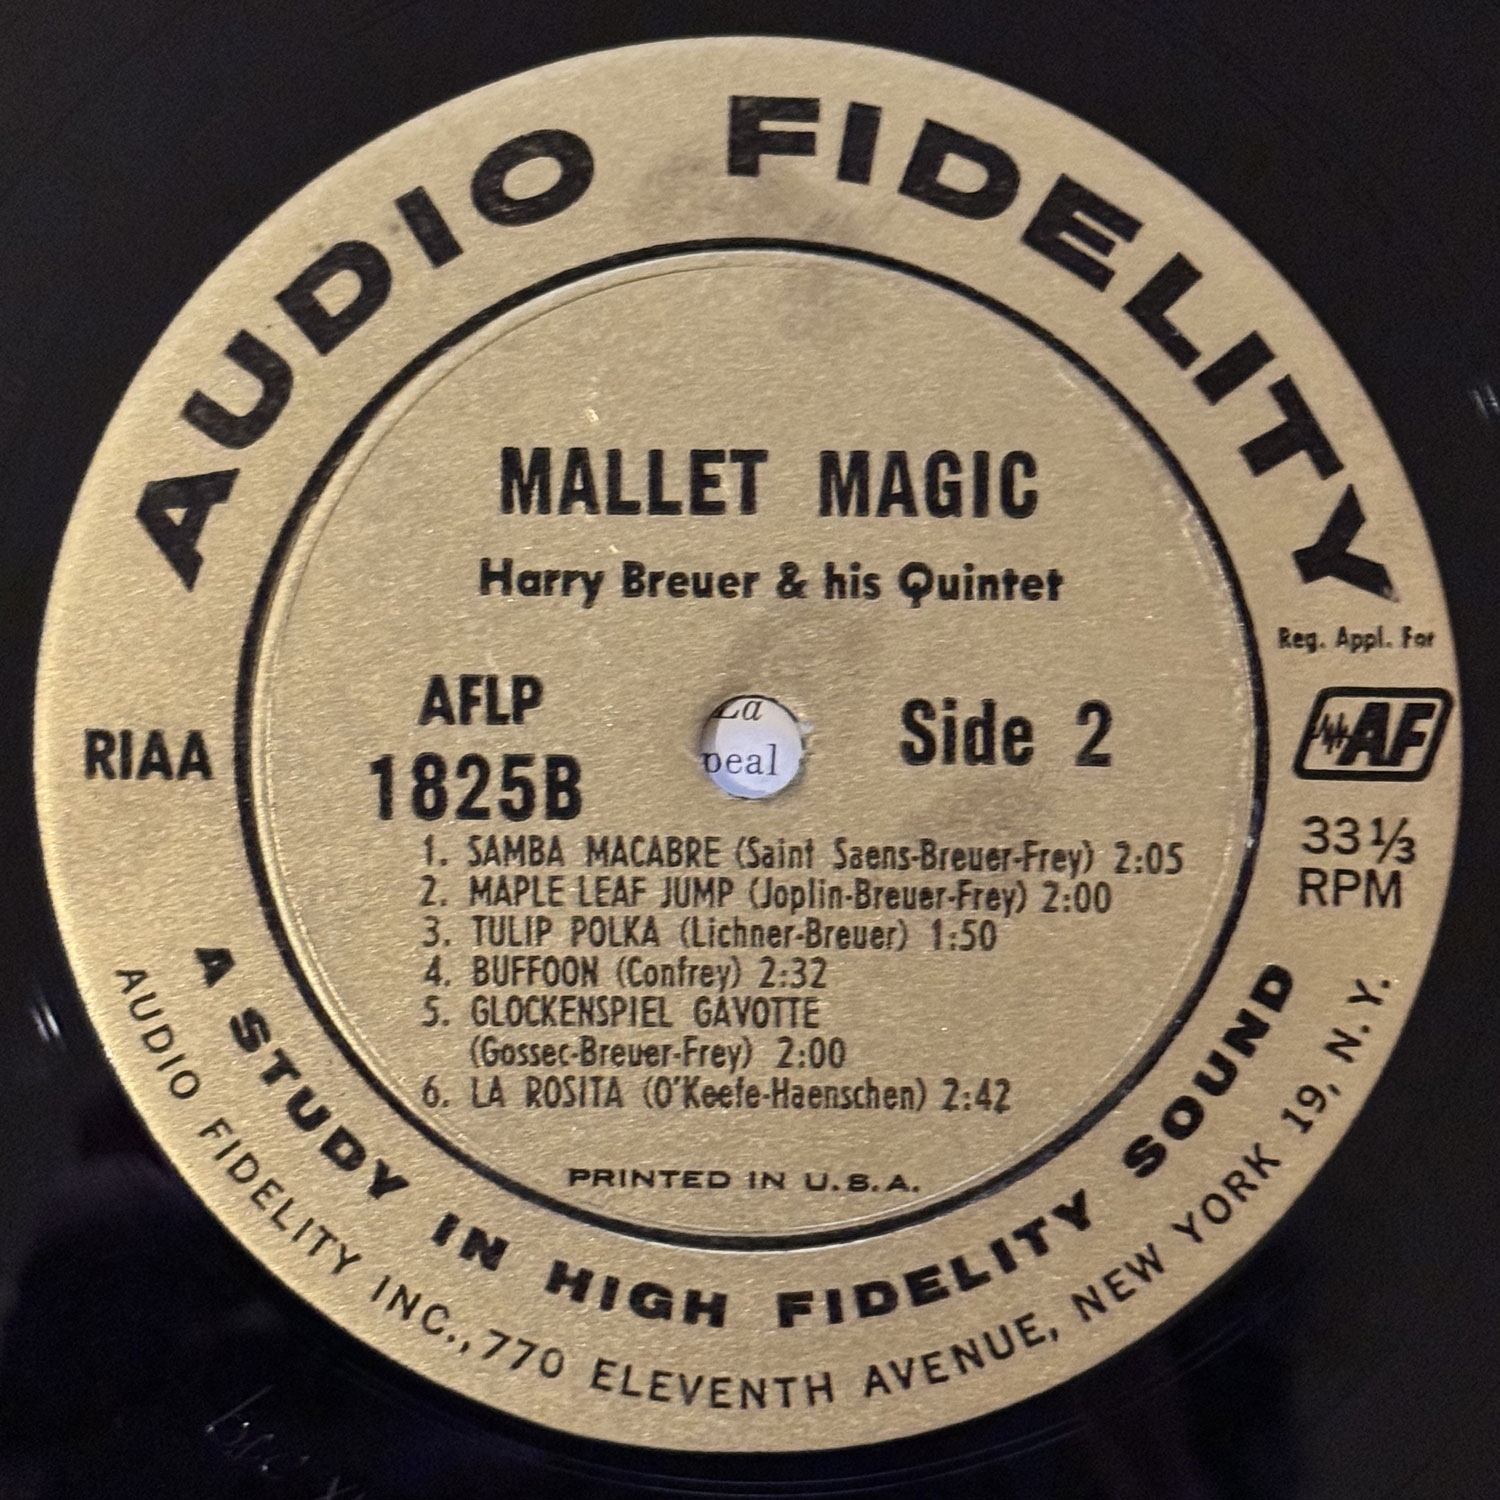 AUDIO FIDELITY
MALLET MAGIC
Harry Breuer & his Quintet
Reg. Appl. For
AF
AFLP
1825B
Side 2
RIAA
La
peal
33 1/3
RPM
1. SAMBA MACABRE (Saint Saens-Breuer-Frey) 2:05
2. MAPLE LEAF JUMP (Joplin-Breuer-Frey) 2:00
3. TULIP POLKA (Lichner-Breuer) 1:50
4. BUFFOON (Confrey) 2:32
5. GLOCKENSPIEL GAVOTTE
(Gossec-Breuer-Frey) 2:00
6. LA ROSITA (O'Keefe-Haenschen) 2:42
PRINTED IN U.S.A.
A STUDY IN HIGH FIDELITY SOUND
AUDIO FIDELITY INC., 770 ELEVENTH AVENUE, NEW YORK 19, N.Y.